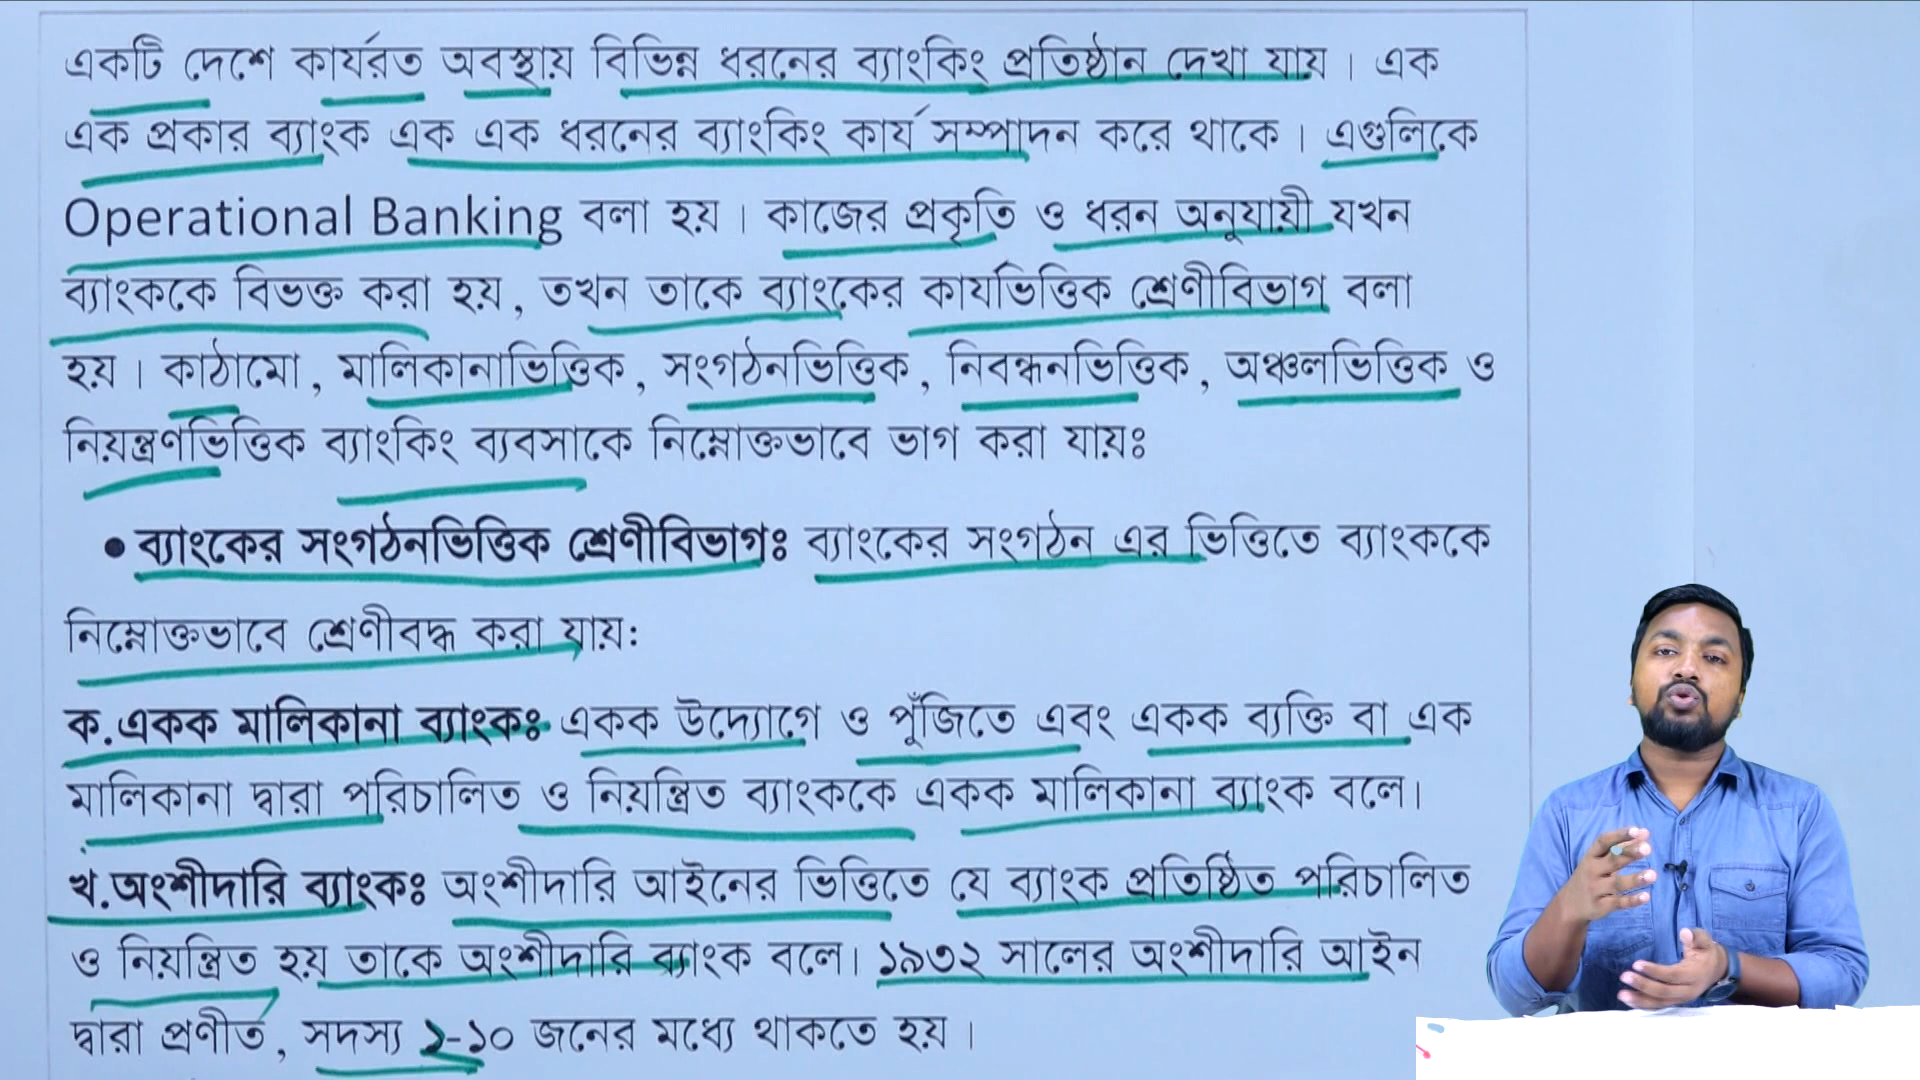 একটি দেশে কার্যরত অবস্থায় বিভিন্ন ধরনের ব্যাংকিং প্রতিষ্ঠান দেখা যায়। এক
এক প্রকার ব্যাংক এক এক ধরনের ব্যাংকিং কার্য সম্পাদন করে থাকে। এগুলিকে
Operational Banking বলা হয়। কাজের প্রকৃতি ও ধরন অনুযায়ী যখন
ব্যাংককে বিভক্ত করা হয়, তখন তাকে ব্যাংকের কার্যভিত্তিক শ্রেণীবিভাগ বলা
হয়। কাঠামো, মালিকানাভিত্তিক, সংগঠনভিত্তিক, নিবন্ধনভিত্তিক, অঞ্চলভিত্তিক ও
নিয়ন্ত্রণভিত্তিক ব্যাংকিং ব্যবসাকে নিম্নোক্তভাবে ভাগ করা যায়ঃ
• ব্যাংকের সংগঠনভিত্তিক শ্রেণীবিভাগঃ ব্যাংকের সংগঠন এর ভিত্তিতে ব্যাংককে
নিম্নোক্তভাবে শ্রেণীবদ্ধ করা যায়:
ক.একক মালিকানা ব্যাংকঃ একক উদ্যোগে ও পুঁজিতে এবং একক ব্যক্তি বা এক
মালিকানা দ্বারা পরিচালিত ও নিয়ন্ত্রিত ব্যাংককে একক মালিকানা ব্যাংক বলে।
খ.অংশীদারি ব্যাংকঃ অংশীদারি আইনের ভিত্তিতে যে ব্যাংক প্রতিষ্ঠিত পরিচালিত
ও নিয়ন্ত্রিত হয় তাকে অংশীদারি ব্যাংক বলে। ১৯৩২ সালের অংশীদারি আইন
দ্বারা প্রণীত, সদস্য ১-১০ জনের মধ্যে থাকতে হয়।